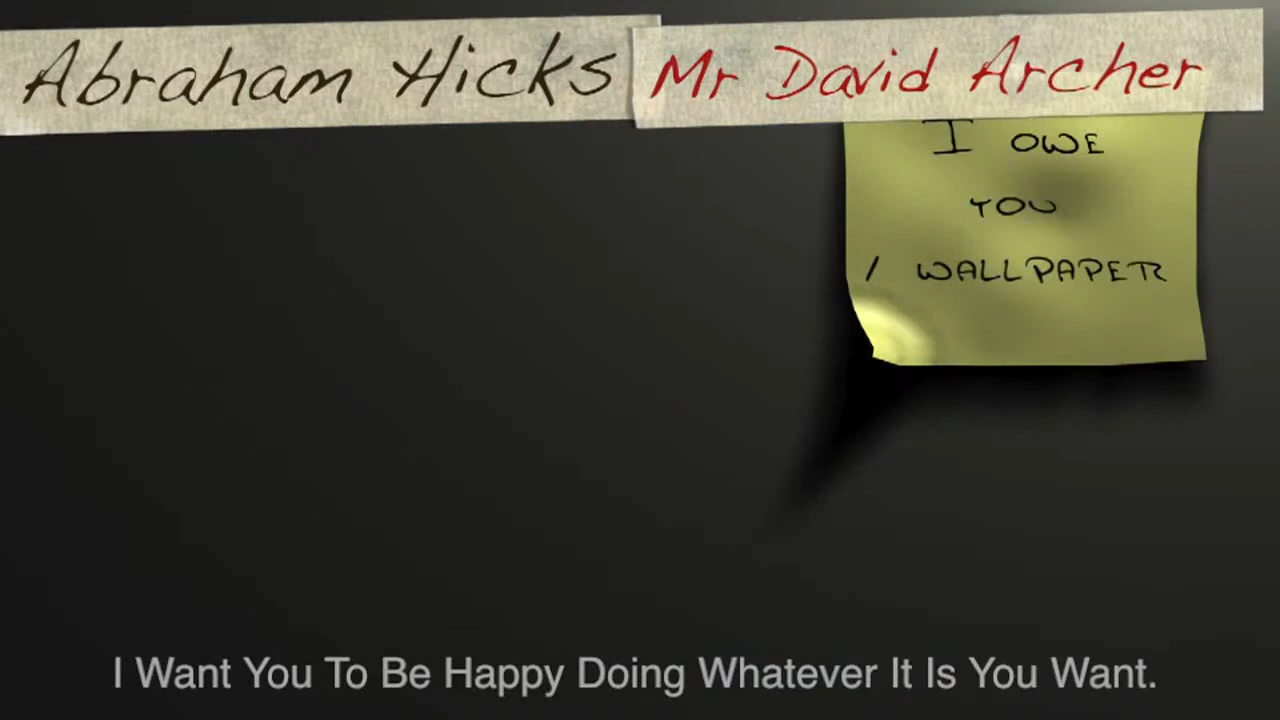 Abraham Hicks Mr David Archer
I OWE
YOU
1 WALLPAPER
I Want You To Be Happy Doing Whatever It Is You Want.